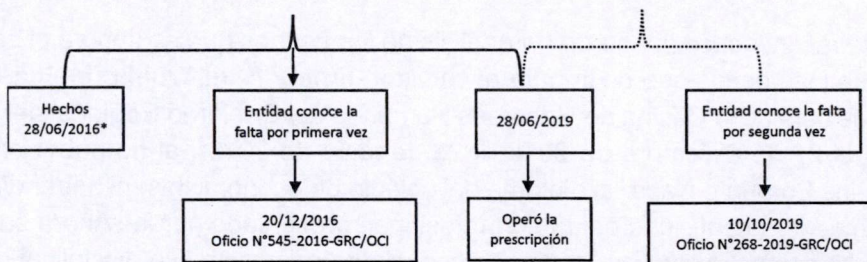 Hechos
28/06/2016*
Entidad conoce la
falta por primera vez
28/06/2019
Entidad conoce la falta
por segunda vez
20/12/2016
Oficio N°545-2016-GRC/OCI
Operó la
prescripción
10/10/2019
Oficio N°268-2019-GRC/OCI